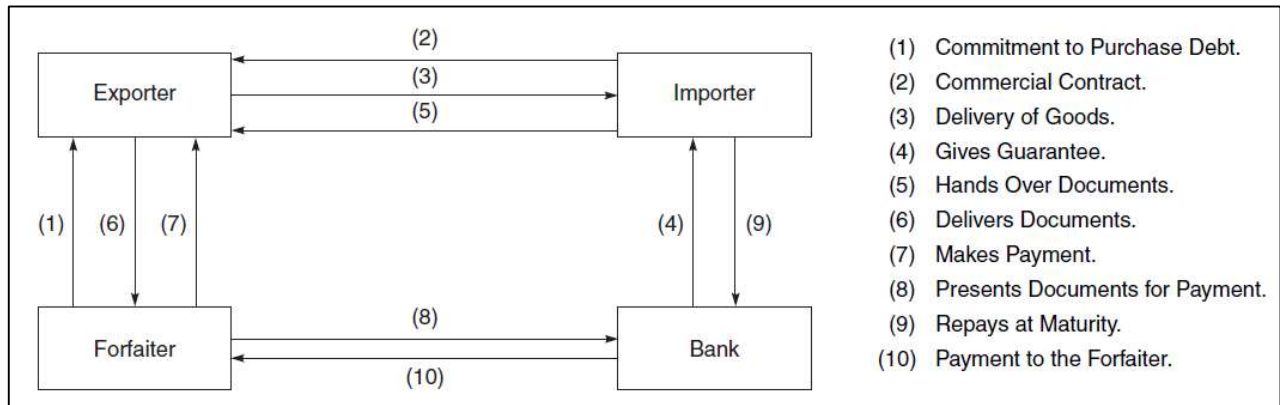 (2)
Exporter
(3)
Importer
(5)
(1)
(6)
(7)
(4)
(9)
Forfaiter
(8)
Bank
(10)
(1) Commitment to Purchase Debt.
(2) Commercial Contract.
(3) Delivery of Goods.
(4) Gives Guarantee.
(5) Hands Over Documents.
(6) Delivers Documents.
(7) Makes Payment.
(8) Presents Documents for Payment.
(9) Repays at Maturity.
(10) Payment to the Forfaiter.